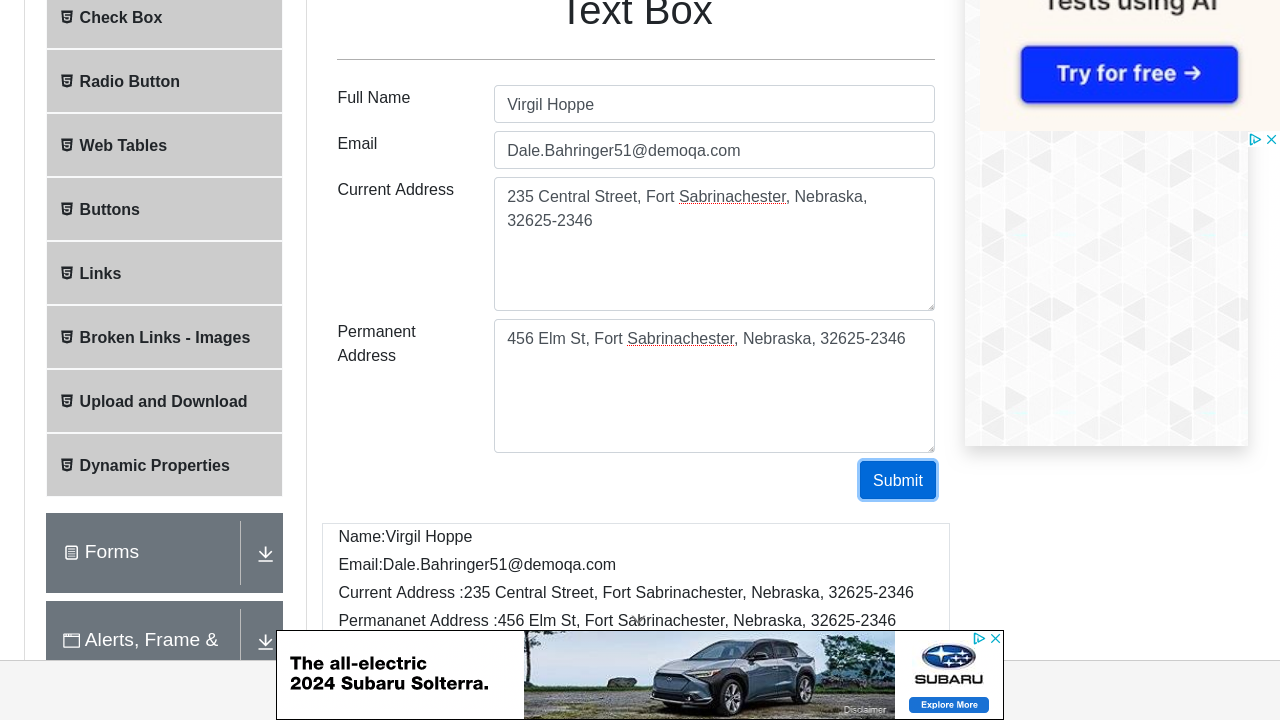 Text Box
Tests using AI
Try for free →
Check Box
Radio Button
Web Tables
Buttons
Links
Broken Links - Images
Upload and Download
Dynamic Properties
Forms
Alerts, Frame &
Full Name
Virgil Hoppe
Email
Dale.Bahringer51@demoqa.com
Current Address
235 Central Street, Fort Sabrinachester, Nebraska,
32625-2346
Permanent
Address
456 Elm St, Fort Sabrinachester, Nebraska, 32625-2346
Submit
Name:Virgil Hoppe
Email:Dale.Bahringer51@demoqa.com
Current Address :235 Central Street, Fort Sabrinachester, Nebraska, 32625-2346
Permananet Address :456 Elm St, Fort Sabrinachester, Nebraska, 32625-2346
The all-electric
2024 Subaru Solterra.
Disclaimer
SUBARU
Explore More